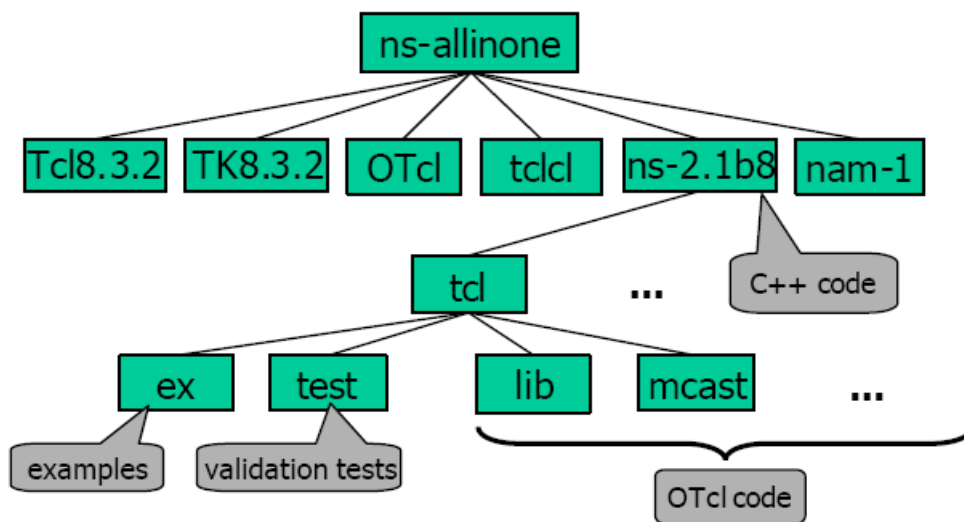 ns-allinone
Tcl8.3.2
TK8.3.2
OTcl
tclcl
ns-2.1b8
nam-1
tcl
...
C++ code
ex
test
lib
mcast
...
examples
validation tests
OTcl code